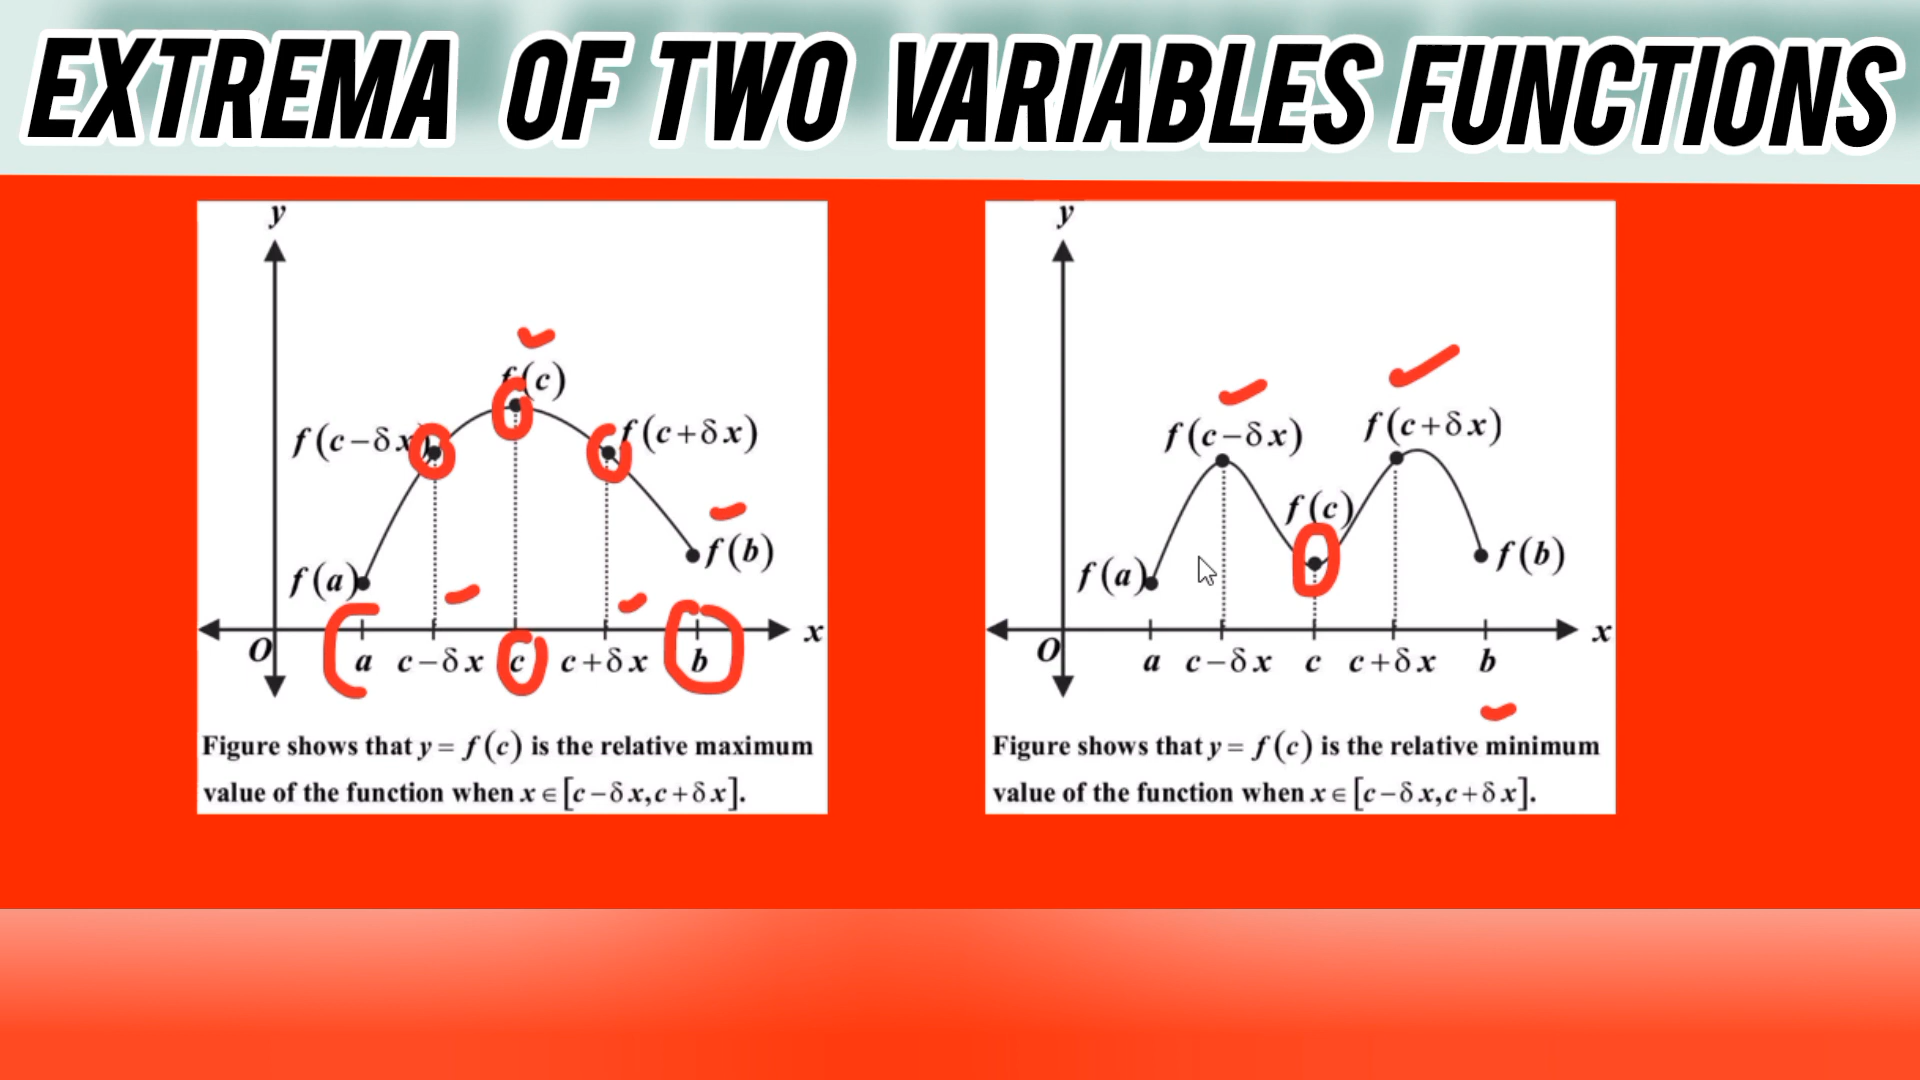 EXTREMA OF TWO VARIABLES FUNCTIONS
y
f(c)
f(c−δx)
f(c+δx)
f(b)
f(a)
x
O
a c−δx c c+δx b
Figure shows that y = f(c) is the relative maximum
value of the function when x ∈ [c−δx,c+δx].
y
f(c−δx)
f(c+δx)
f(c)
f(a)
f(b)
x
O
a c−δx c c+δx b
Figure shows that y = f(c) is the relative minimum
value of the function when x ∈ [c−δx,c+δx].